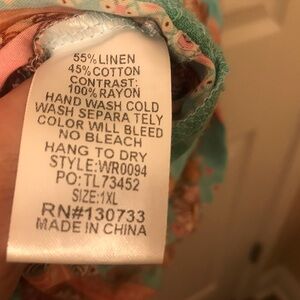 55% LINEN
45% COTTON
CONTRAST:
100% RAYON
HAND WASH COLD
WASH SEPARA TELY
COLOR WILL BLEED
NO BLEACH
HANG TO DRY
STYLE:WR0094
PO:TL73452
SIZE:1XL
RN#130733
MADE IN CHINA